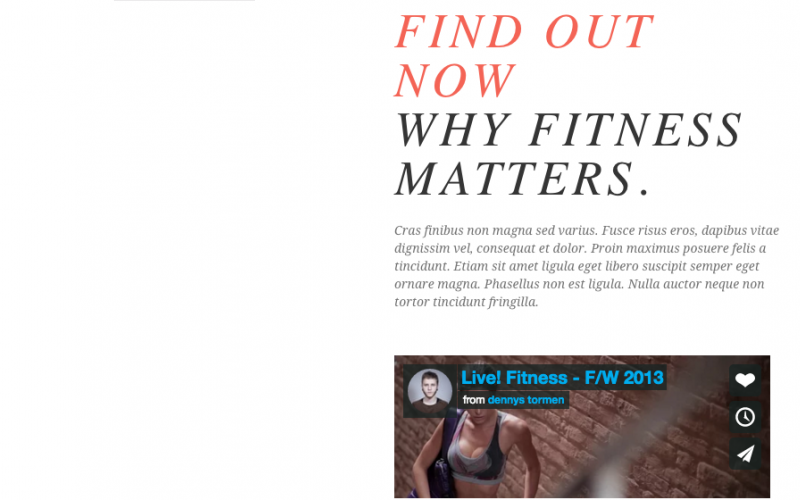 FIND OUT
NOW
WHY FITNESS
MATTERS.
Cras finibus non magna sed varius. Fusce risus eros, dapibus vitae
dignissim vel, consequat et dolor. Proin maximus posuere felis a
tincidunt. Etiam sit amet ligula eget libero suscipit semper eget
ornare magna. Phasellus non est ligula. Nulla auctor neque non
tortor tincidunt fringilla.
Live! Fitness - F/W 2013
from dennys tormen